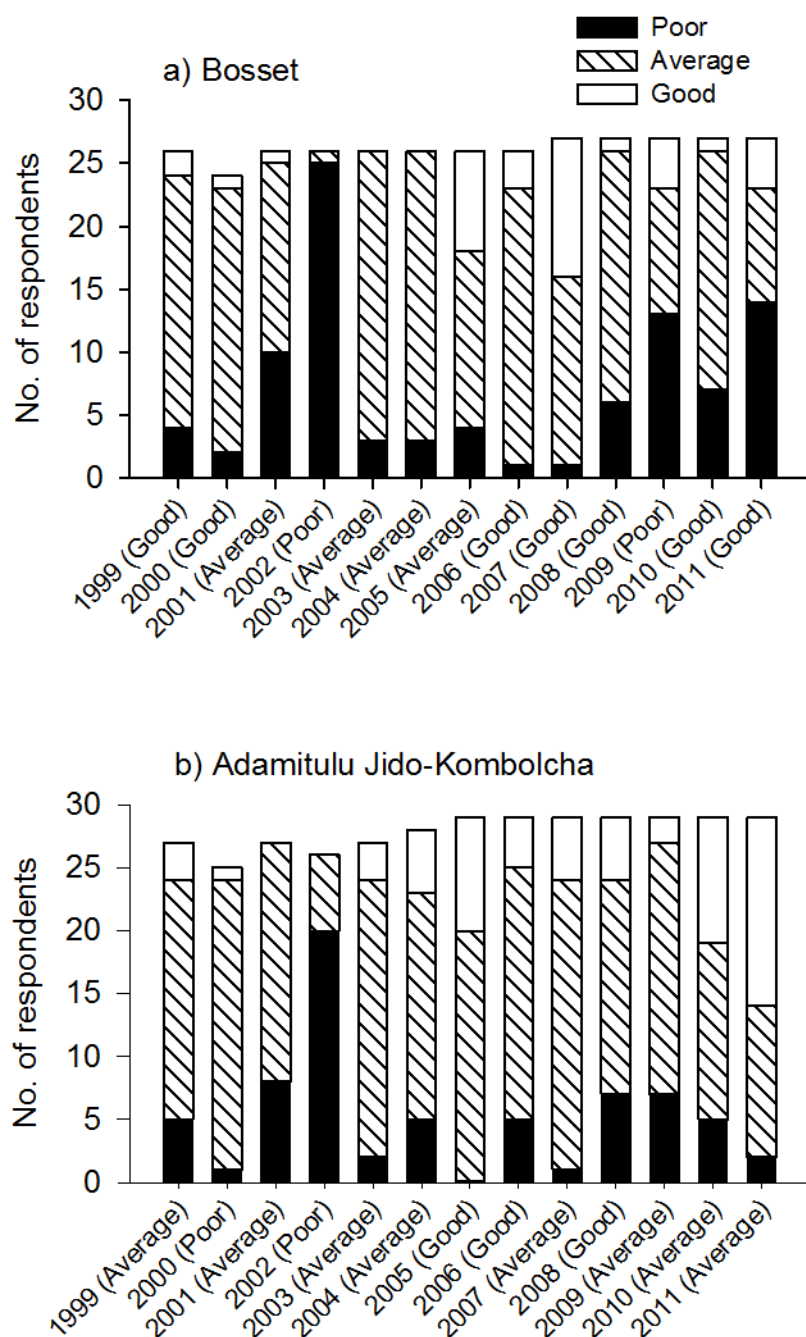 Poor
Average
Good
a) Bosset
No. of respondents
30
25
20
15
10
5
0
1999 (Good)
2000 (Good)
2001 (Average)
2002 (Poor)
2003 (Average)
2004 (Average)
2005 (Average)
2006 (Good)
2007 (Good)
2008 (Good)
2009 (Poor)
2010 (Good)
2011 (Good)
b) Adamitulu Jido-Kombolcha
No. of respondents
30
25
20
15
10
5
0
1999 (Average)
2000 (Poor)
2001 (Average)
2002 (Poor)
2003 (Average)
2004 (Average)
2005 (Good)
2006 (Good)
2007 (Average)
2008 (Good)
2009 (Average)
2010 (Average)
2011 (Average)